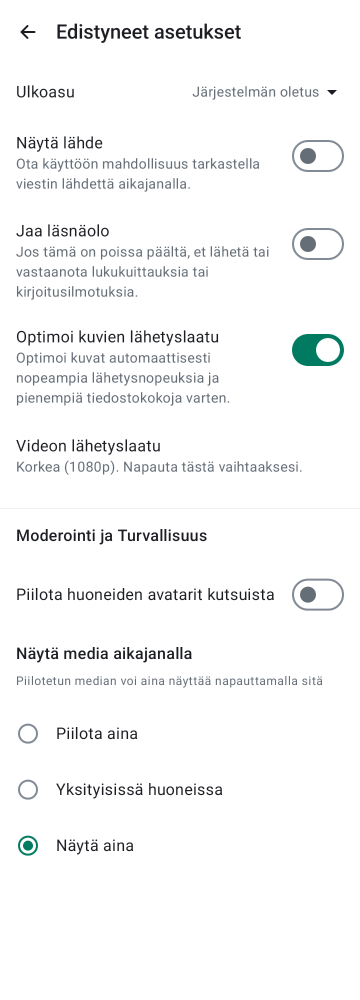 Edistyneet asetukset
Ulkoasu
Järjestelmän oletus
Näytä lähde
Ota käyttöön mahdollisuus tarkastella
viestin lähdettä aikajanalla.
Jaa läsnäolo
Jos tämä on poissa päältä, et lähetä tai
vastaanota lukukuittauksia tai
kirjoitusilmotuksia.
Optimoi kuvien lähetyslaatu
Optimoi kuvat automaattisesti
nopeampia lähetysnopeuksia ja
pienempiä tiedostokokoja varten.
Videon lähetyslaatu
Korkea (1080p). Napauta tästä vaihtaaksesi.
Moderointi ja Turvallisuus
Piilota huoneiden avatarit kutsuista
Näytä media aikajanalla
Piilotetun median voi aina näyttää napauttamalla sitä
Piilota aina
Yksityisissä huoneissa
Näytä aina